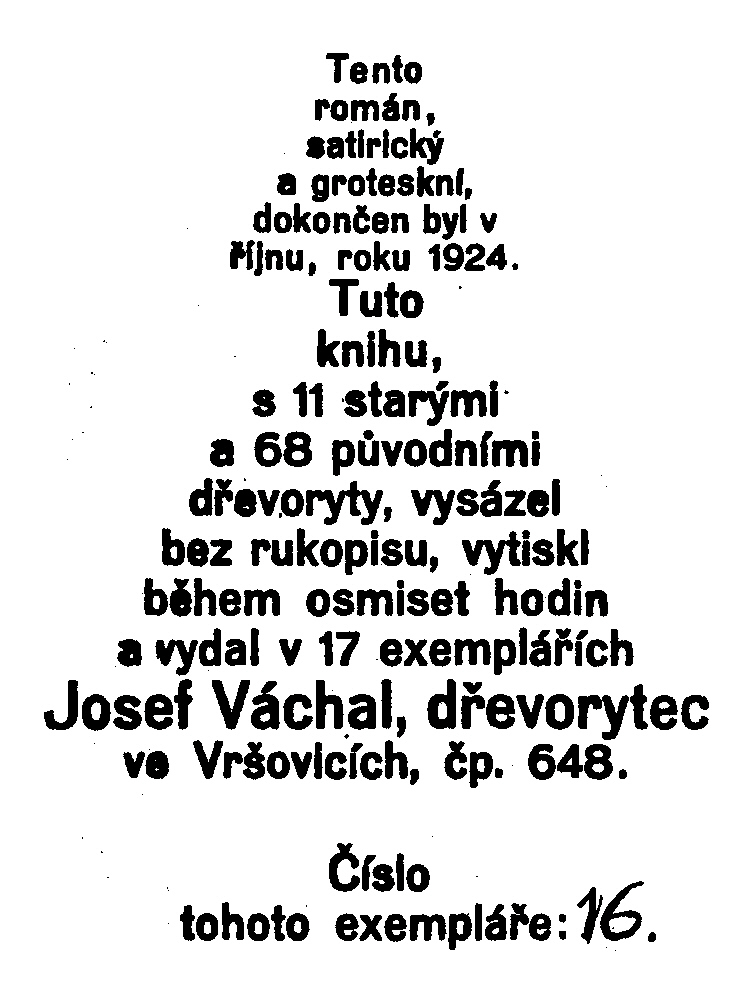 Tento
román,
satirický
a groteskní,
dokončen byl v
říjnu, roku 1924.
Tuto
knihu,
s 11 starými
a 68 původními
dřevoryty, vysázel
bez rukopisu, vytiskl
během osmiset hodin
a vydal v 17 exemplářích
Josef Váchal, dřevorytec
ve Vršovicích, čp. 648.
Číslo
tohoto exempláře: 16.